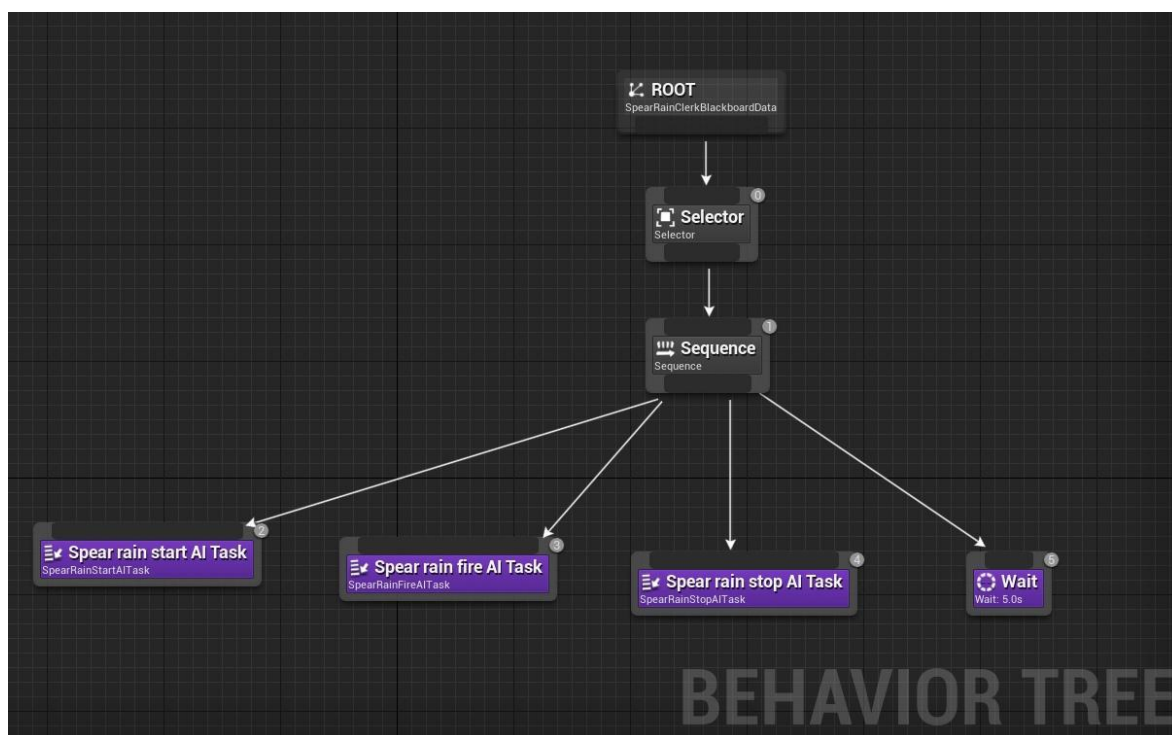 ROOT
SpearRainClerkBlackboardData
0
Selector
Selector
1
Sequence
Sequence
2
Spear rain start AI Task
SpearRainStartAITask
3
Spear rain fire AI Task
SpearRainFireAITask
4
Spear rain stop AI Task
SpearRainStopAITask
5
Wait
Wait: 5.0s
BEHAVIOR TREE